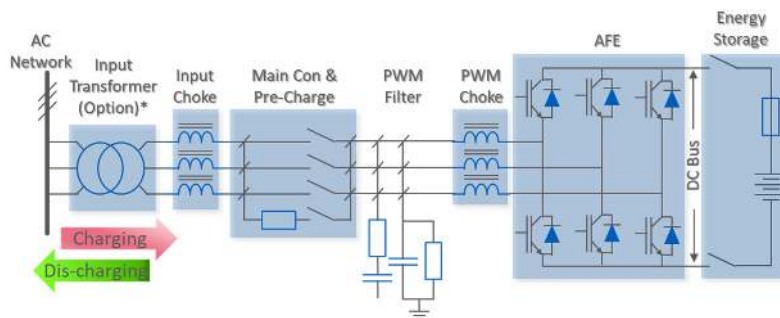 AC
Network
Input
Transformer
(Option)*
Input
Choke
Main Con &
Pre-Charge
PWM
Filter
PWM
Choke
AFE
Energy
Storage
DC Bus
Charging
Dis-charging